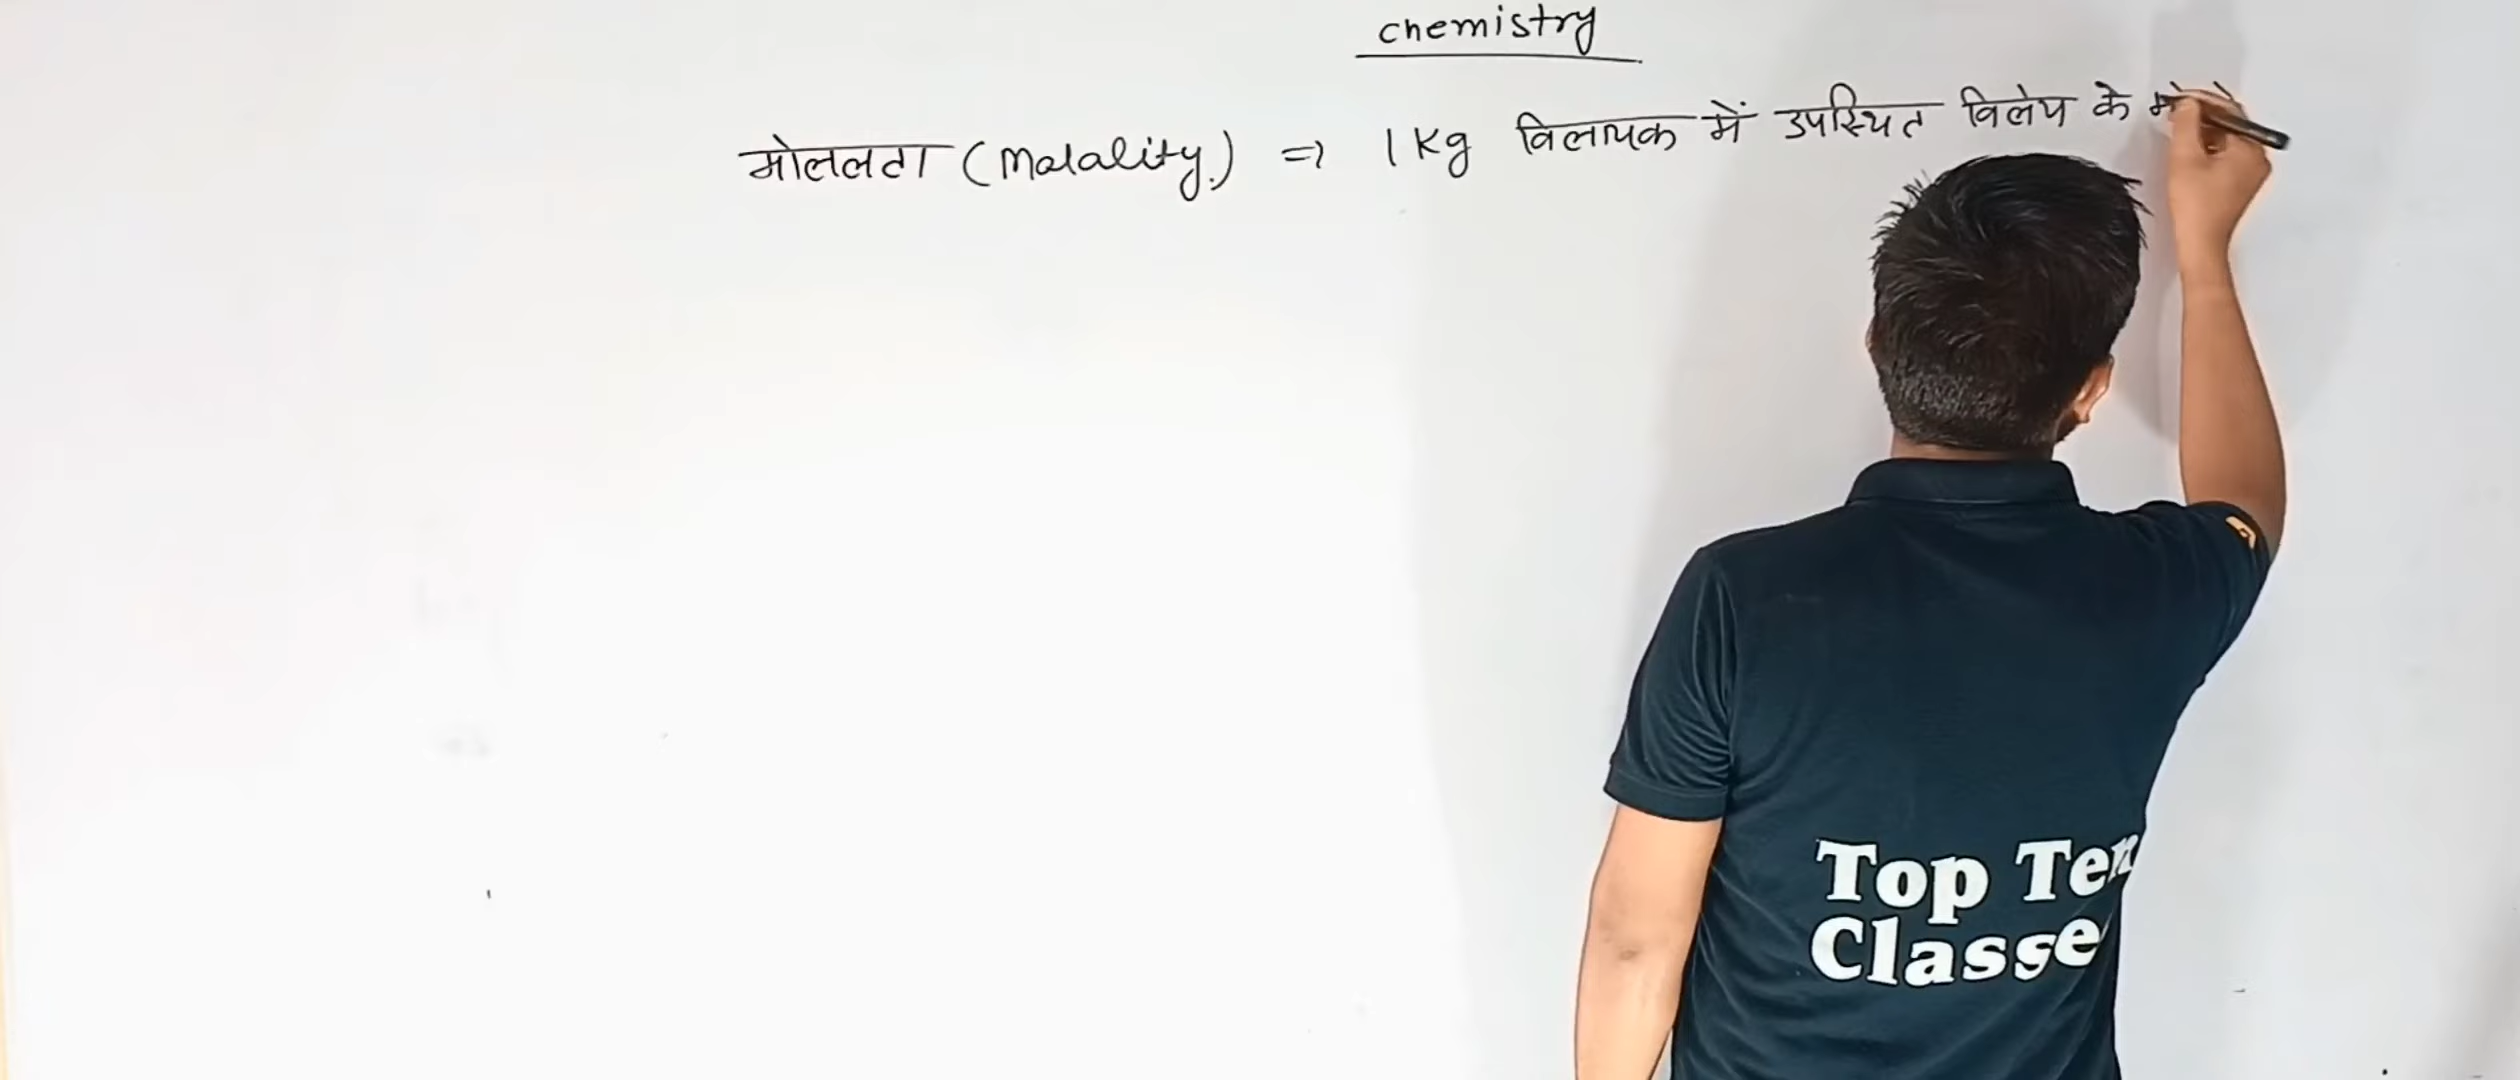 chemistry
मोललता (Molality) => 1 Kg विलायक में उपस्थित विलेय के
Top Ten
Classe